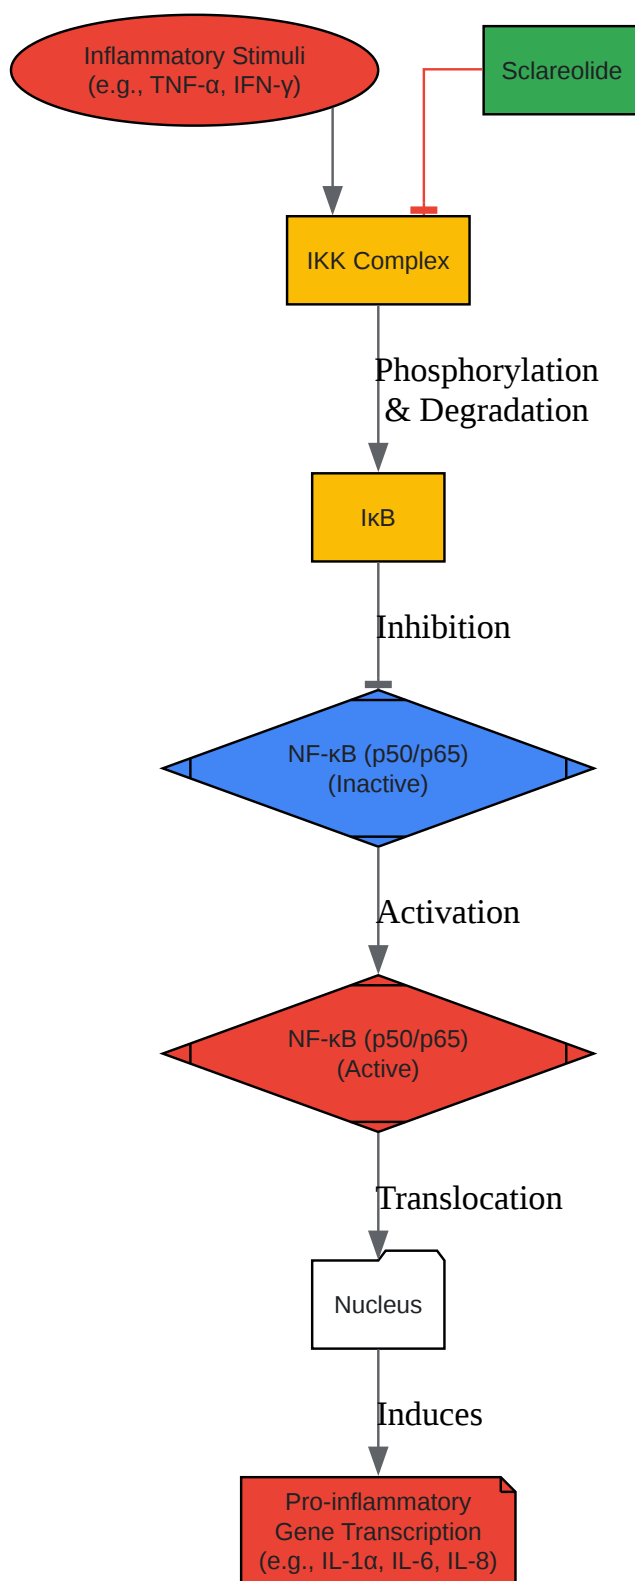 Inflammatory Stimuli
(e.g., TNF-α, IFN-γ)
Sclareolide
IKK Complex
Phosphorylation
& Degradation
IκB
Inhibition
NF-κB (p50/p65)
(Inactive)
Activation
NF-κB (p50/p65)
(Active)
Translocation
Nucleus
Induces
Pro-inflammatory
Gene Transcription
(e.g., IL-1α, IL-6, IL-8)